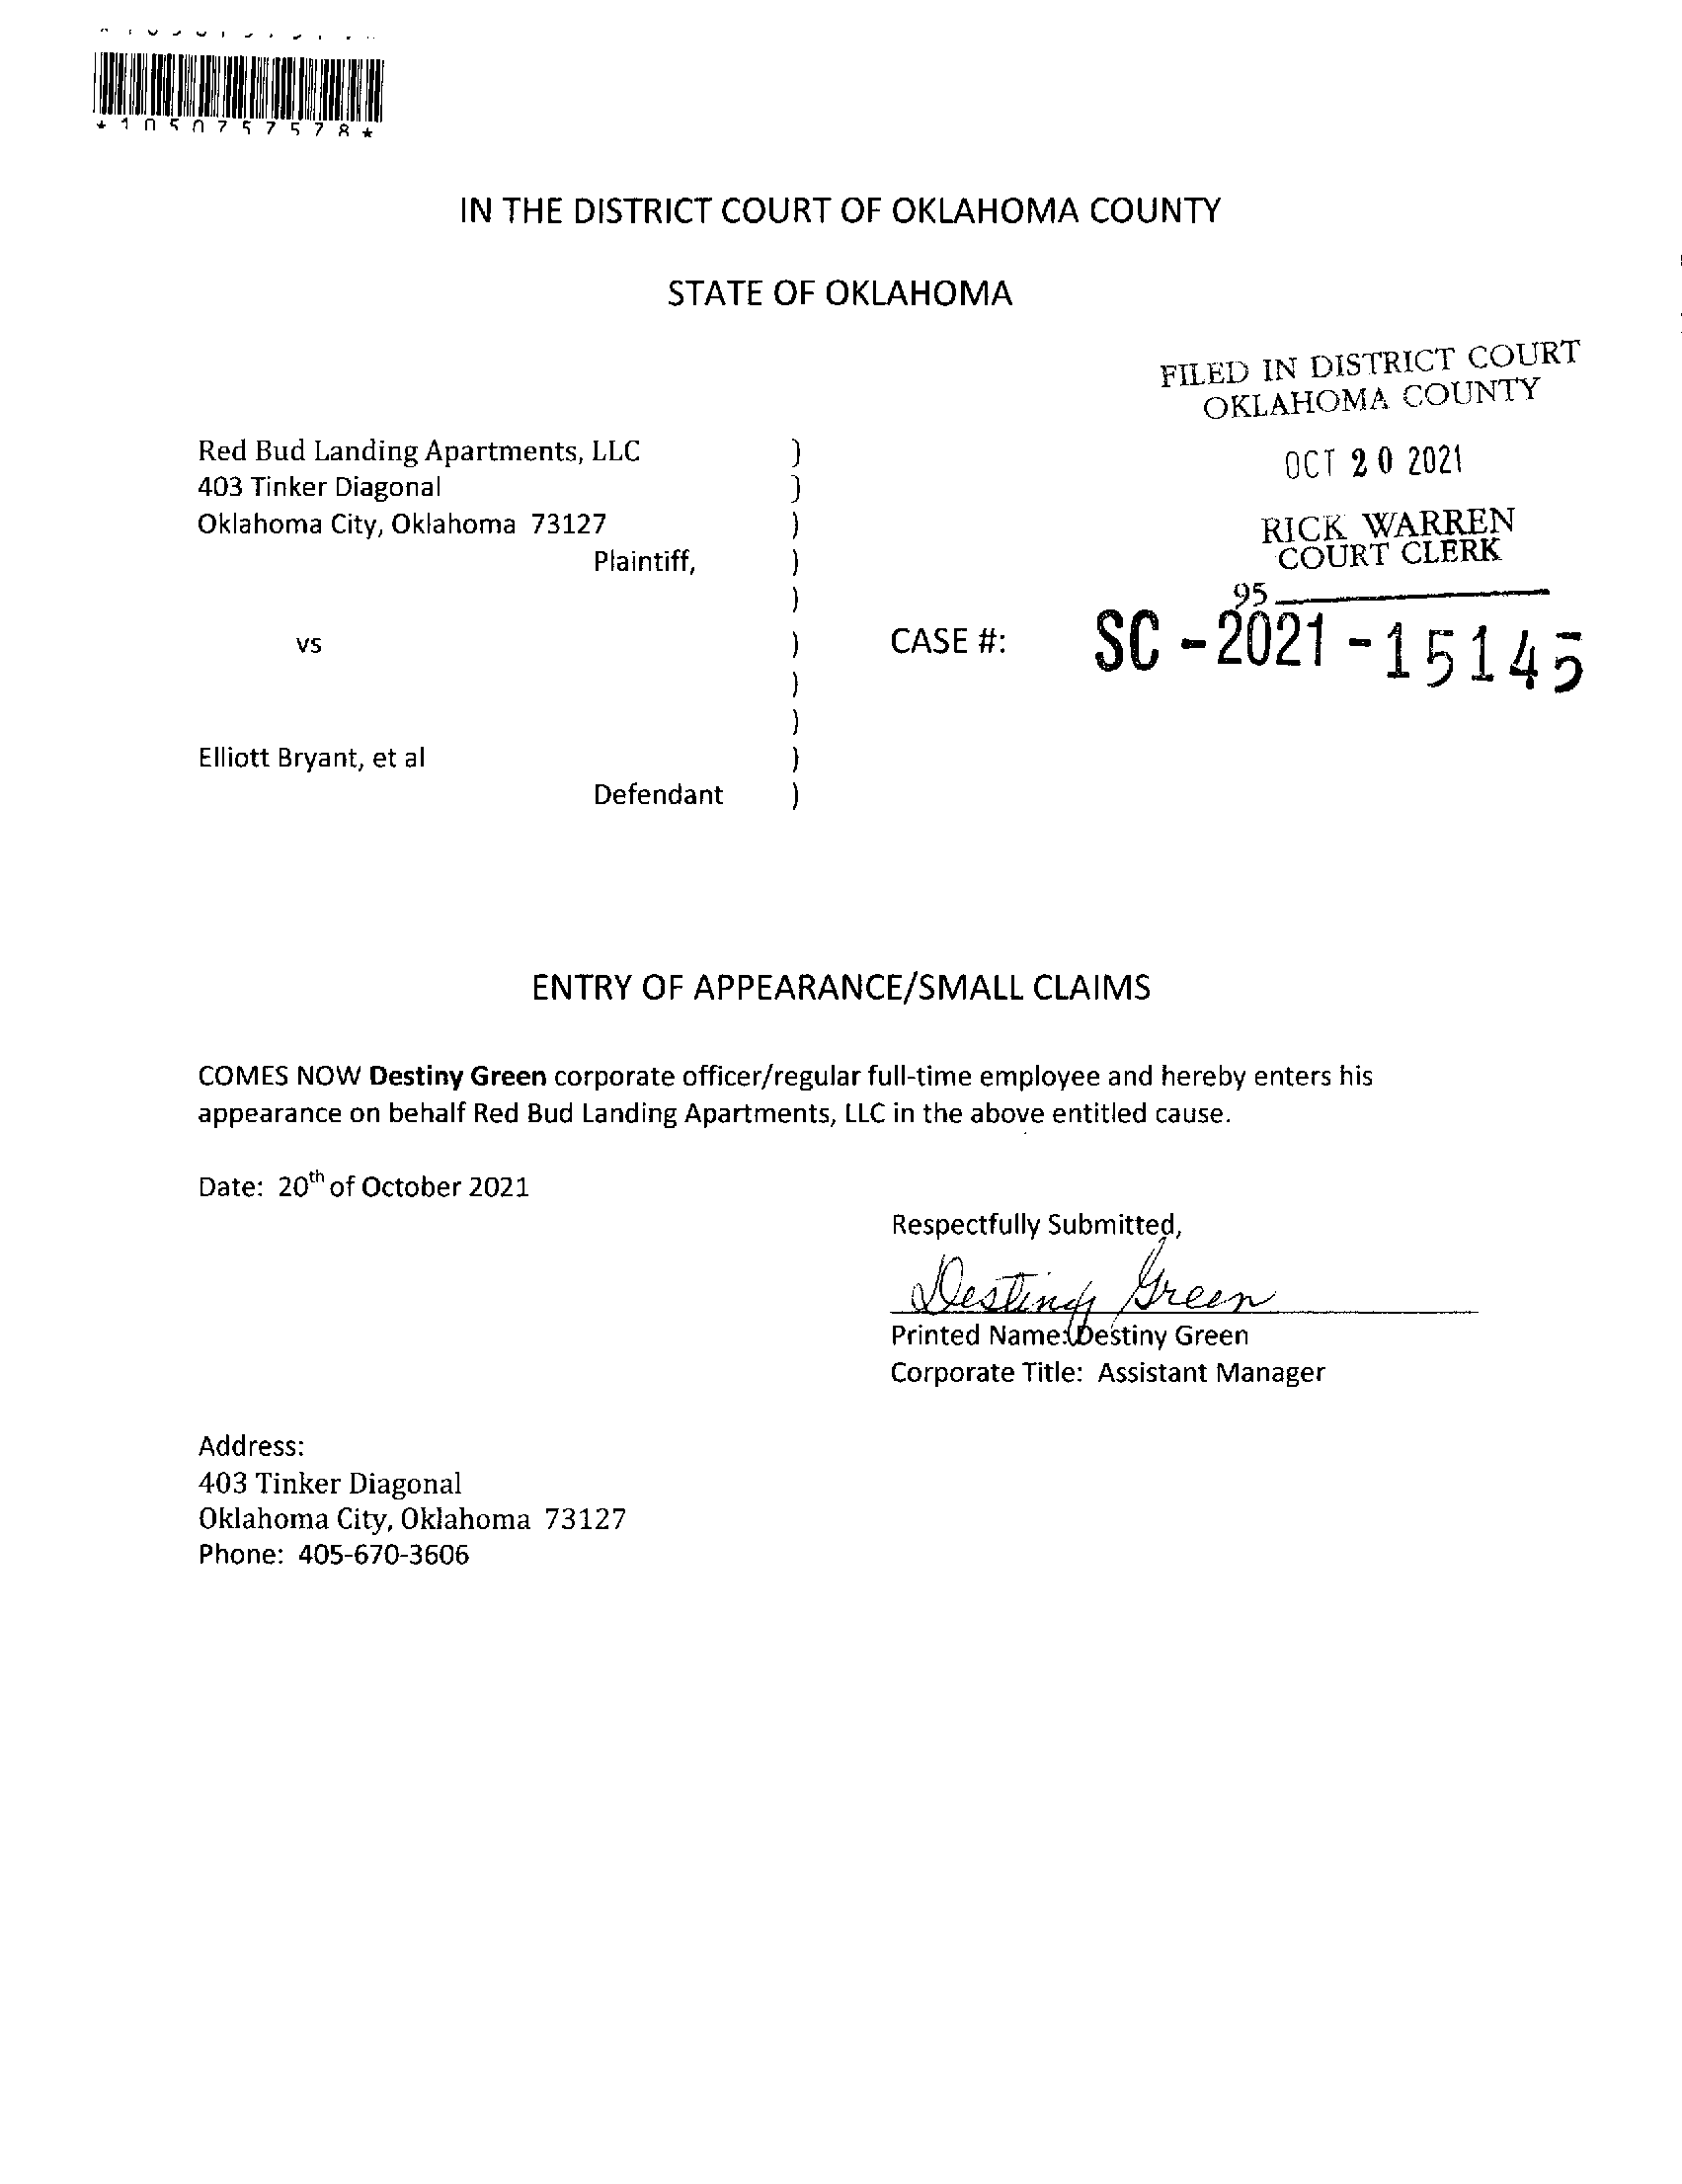 *1050757578*
IN THE DISTRICT COURT OF OKLAHOMA COUNTY
STATE OF OKLAHOMA
FILED IN DISTRICT COURT
OKLAHOMA COUNTY
OCT 20 2021
RICK WARREN
COURT CLERK
95
Red Bud Landing Apartments, LLC )
403 Tinker Diagonal )
Oklahoma City, Oklahoma 73127 )
Plaintiff, )
)
vs ) CASE #: SC-2021-15145
)
)
Elliott Bryant, et al )
Defendant )
ENTRY OF APPEARANCE/SMALL CLAIMS
COMES NOW Destiny Green corporate officer/regular full-time employee and hereby enters his
appearance on behalf Red Bud Landing Apartments, LLC in the above entitled cause.
Date: 20th of October 2021
Respectfully Submitted,
Destiny Green
Printed Name: Destiny Green
Corporate Title: Assistant Manager
Address:
403 Tinker Diagonal
Oklahoma City, Oklahoma 73127
Phone: 405-670-3606